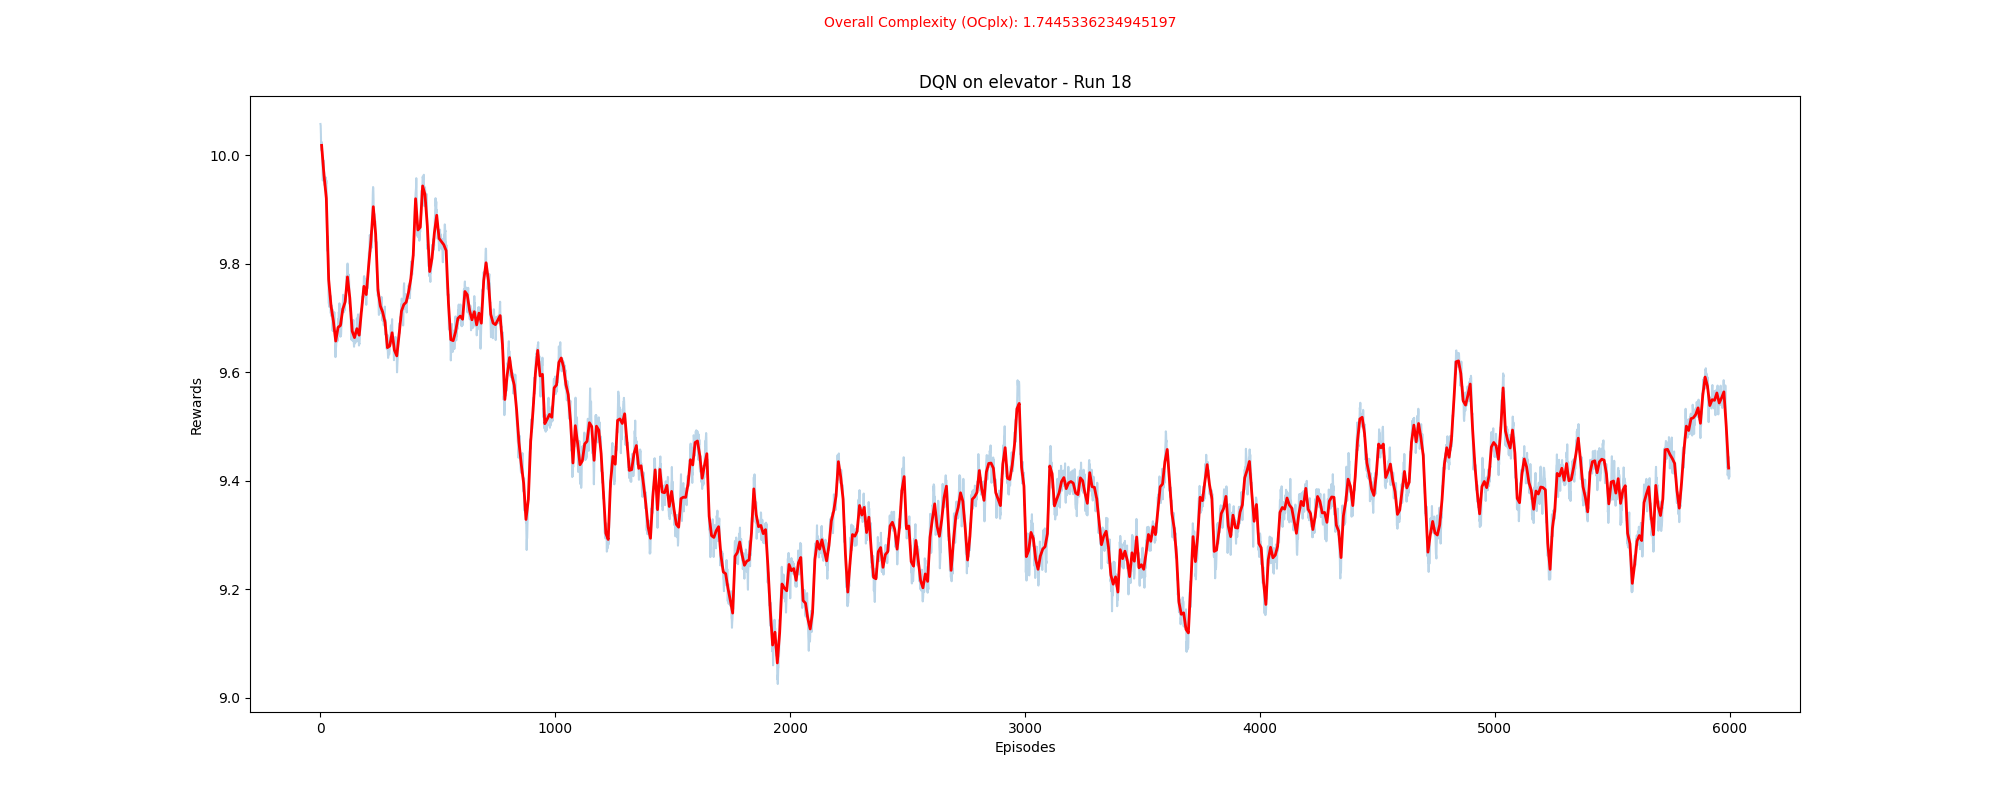 Overall Complexity (OCplx): 1.7445336234945197
DQN on elevator - Run 18
10.0
9.8
9.6
9.4
9.2
9.0
Rewards
0 1000 2000 3000 4000 5000 6000
Episodes